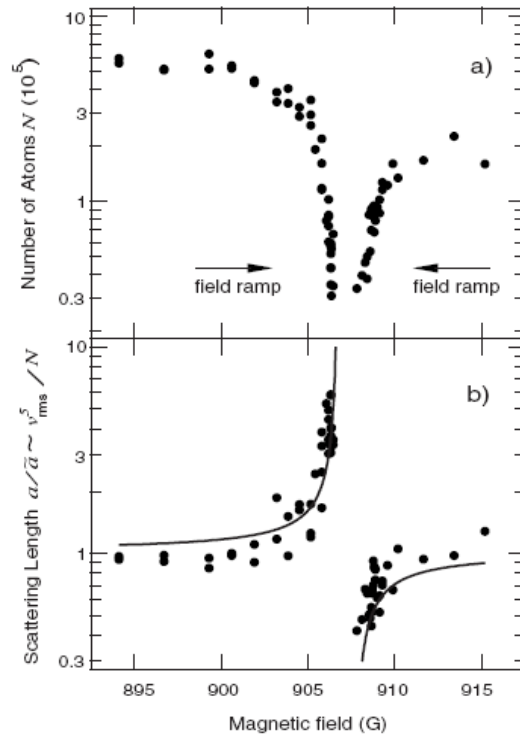 10
3
1
0.3
Number of Atoms N (10⁵)
a)
field ramp
field ramp
10
3
1
0.3
Scattering Length a/ã ~ v⁵rms / N
b)
895 900 905 910 915
Magnetic field (G)